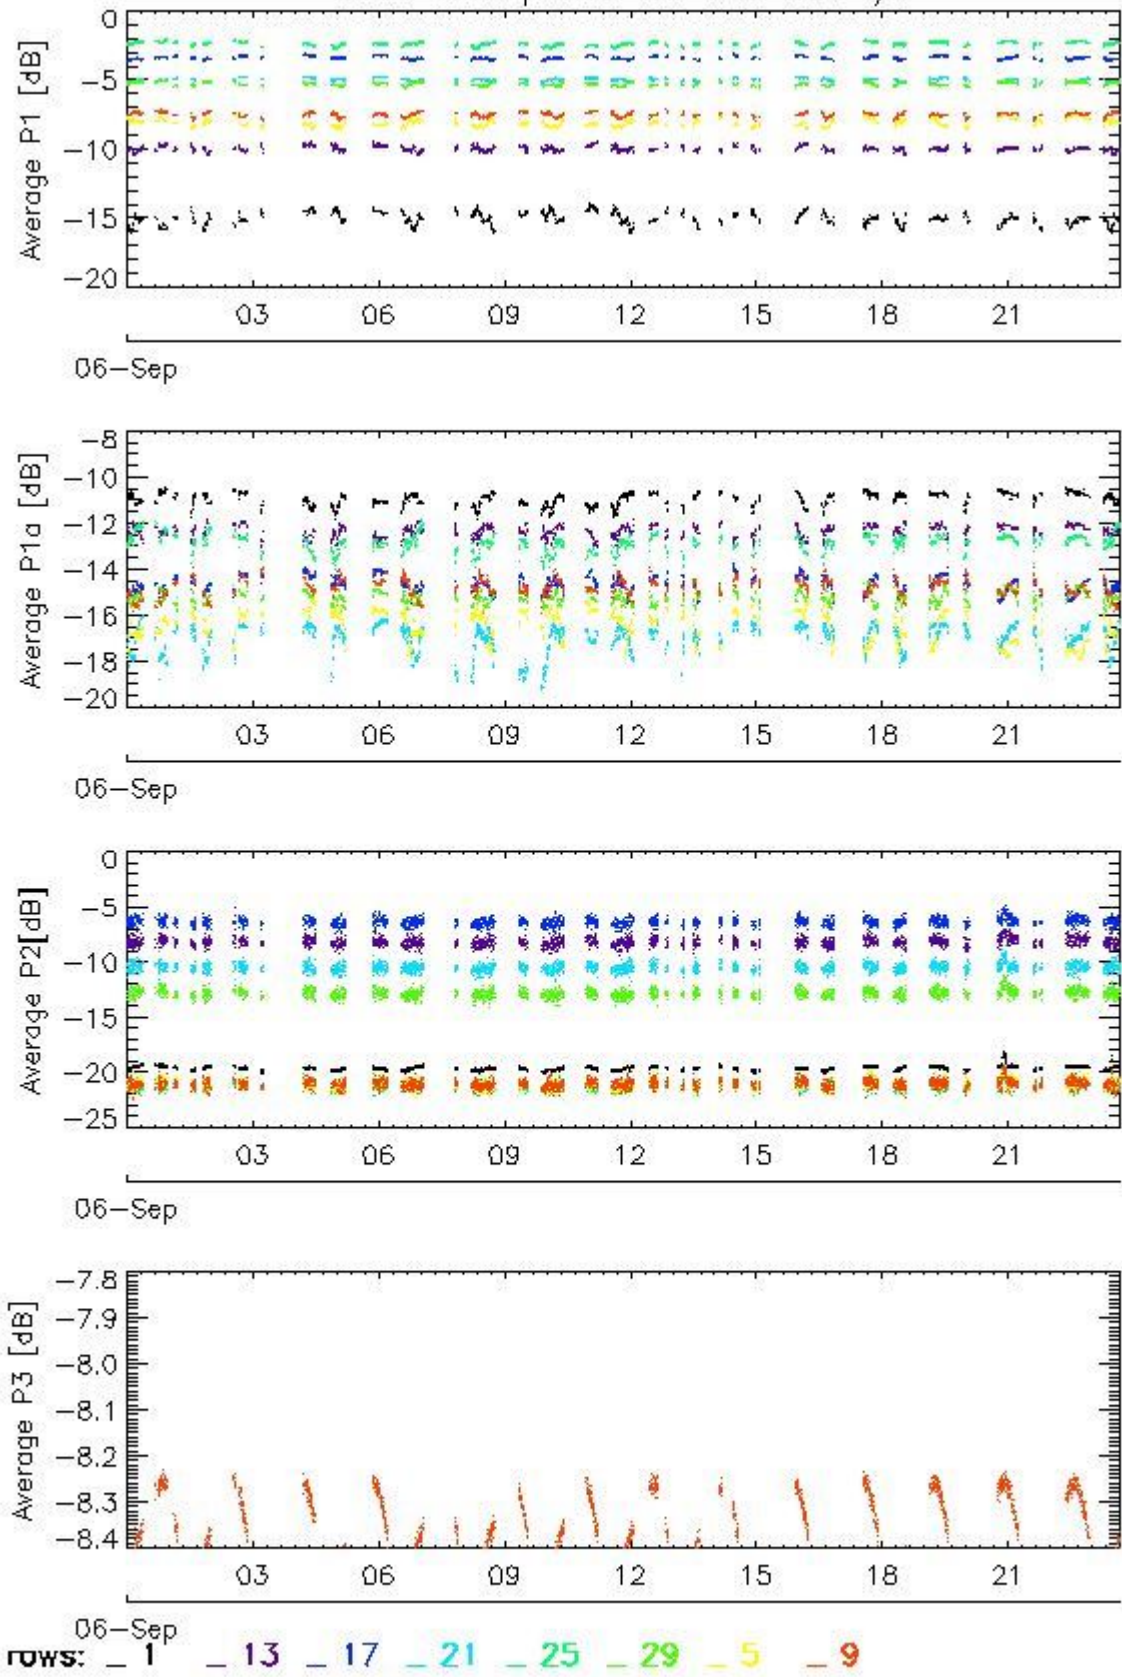 0
−5
−10
−15
−20
Average P1 [dB]
03 06 09 12 15 18 21
06−Sep
−8
−10
−12
−14
−16
−18
−20
Average P1a [dB]
03 06 09 12 15 18 21
06−Sep
0
−5
−10
−15
−20
−25
Average P2[dB]
03 06 09 12 15 18 21
06−Sep
−7.8
−7.9
−8.0
−8.1
−8.2
−8.3
−8.4
Average P3 [dB]
03 06 09 12 15 18 21
06−Sep
rows: _ 1 _ 13 _ 17 _ 21 _ 25 _ 29 _ 5 _ 9